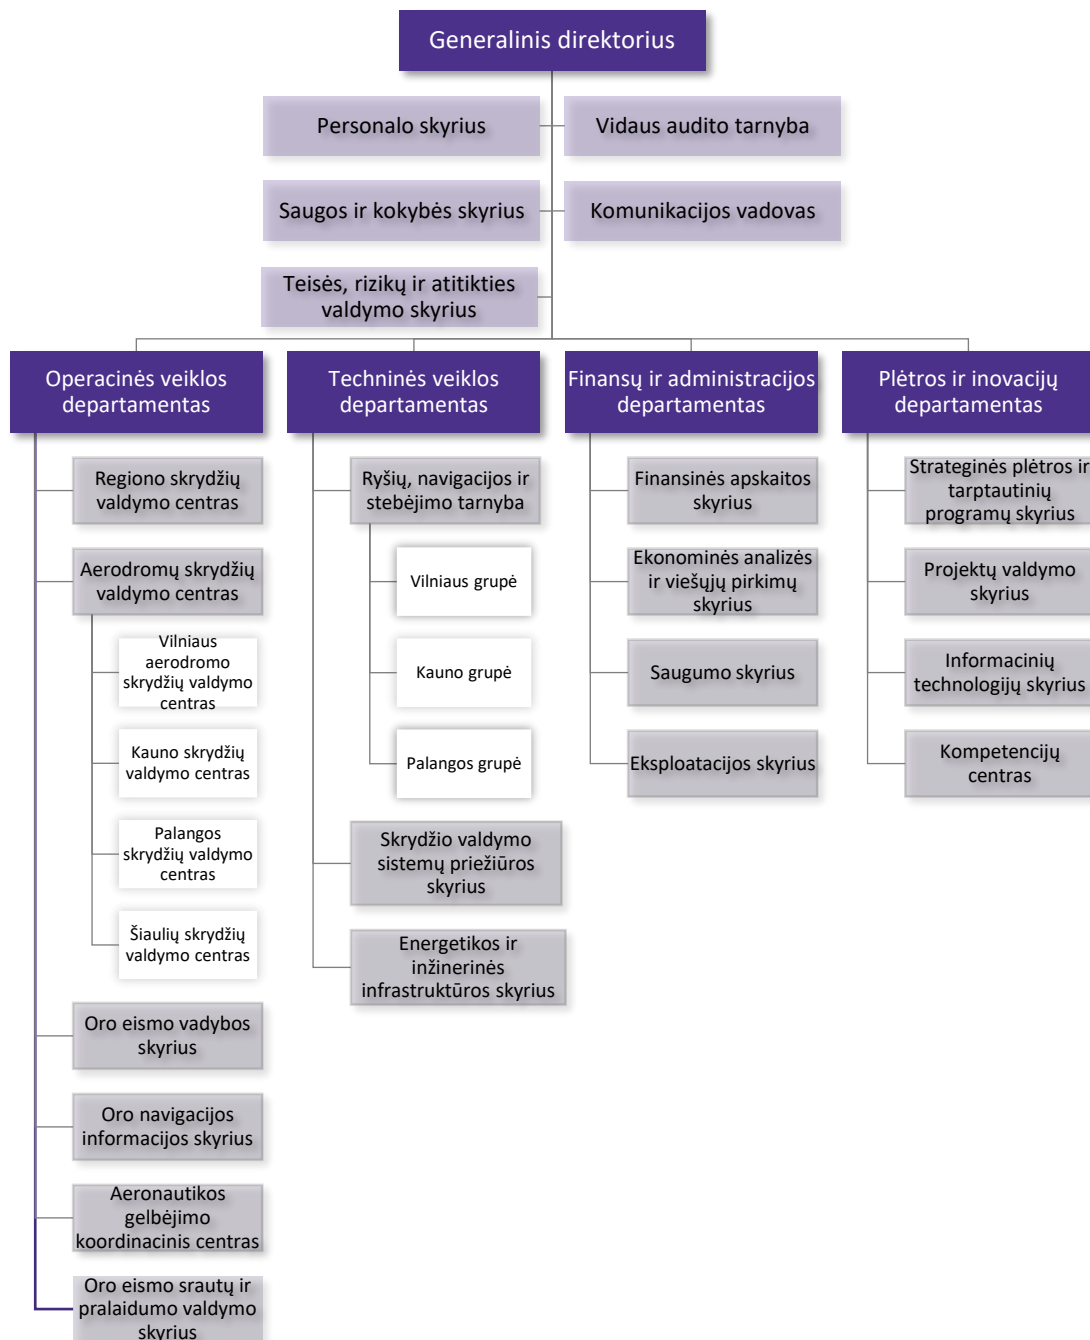 Generalinis direktorius
Personalo skyrius
Vidaus audito tarnyba
Saugos ir kokybės skyrius
Komunikacijos vadovas
Teisės, rizikų ir atitikties
valdymo skyrius
Operacinės veiklos
departamentas
Regiono skrydžių
valdymo centras
Aerodromų skrydžių
valdymo centras
Vilniaus
aerodromo
skrydžių valdymo
centras
Kauno skrydžių
valdymo centras
Palangos
skrydžių valdymo
centras
Šiaulių skrydžių
valdymo centras
Oro eismo vadybos
skyrius
Oro navigacijos
informacijos skyrius
Aeronautikos
gelbėjimo
koordinacinis centras
Oro eismo srautų ir
pralaidumo valdymo
skyrius
Techninės veiklos
departamentas
Ryšių, navigacijos ir
stebėjimo tarnyba
Vilniaus grupė
Kauno grupė
Palangos grupė
Skrydžio valdymo
sistemų priežiūros
skyrius
Energetikos ir
inžinerinės
infrastruktūros skyrius
Finansų ir administracijos
departamentas
Finansinės apskaitos
skyrius
Ekonominės analizės
ir viešųjų pirkimų
skyrius
Saugumo skyrius
Eksploatacijos skyrius
Plėtros ir inovacijų
departamentas
Strateginės plėtros ir
tarptautinių
programų skyrius
Projektų valdymo
skyrius
Informacinių
technologijų skyrius
Kompetencijų
centras